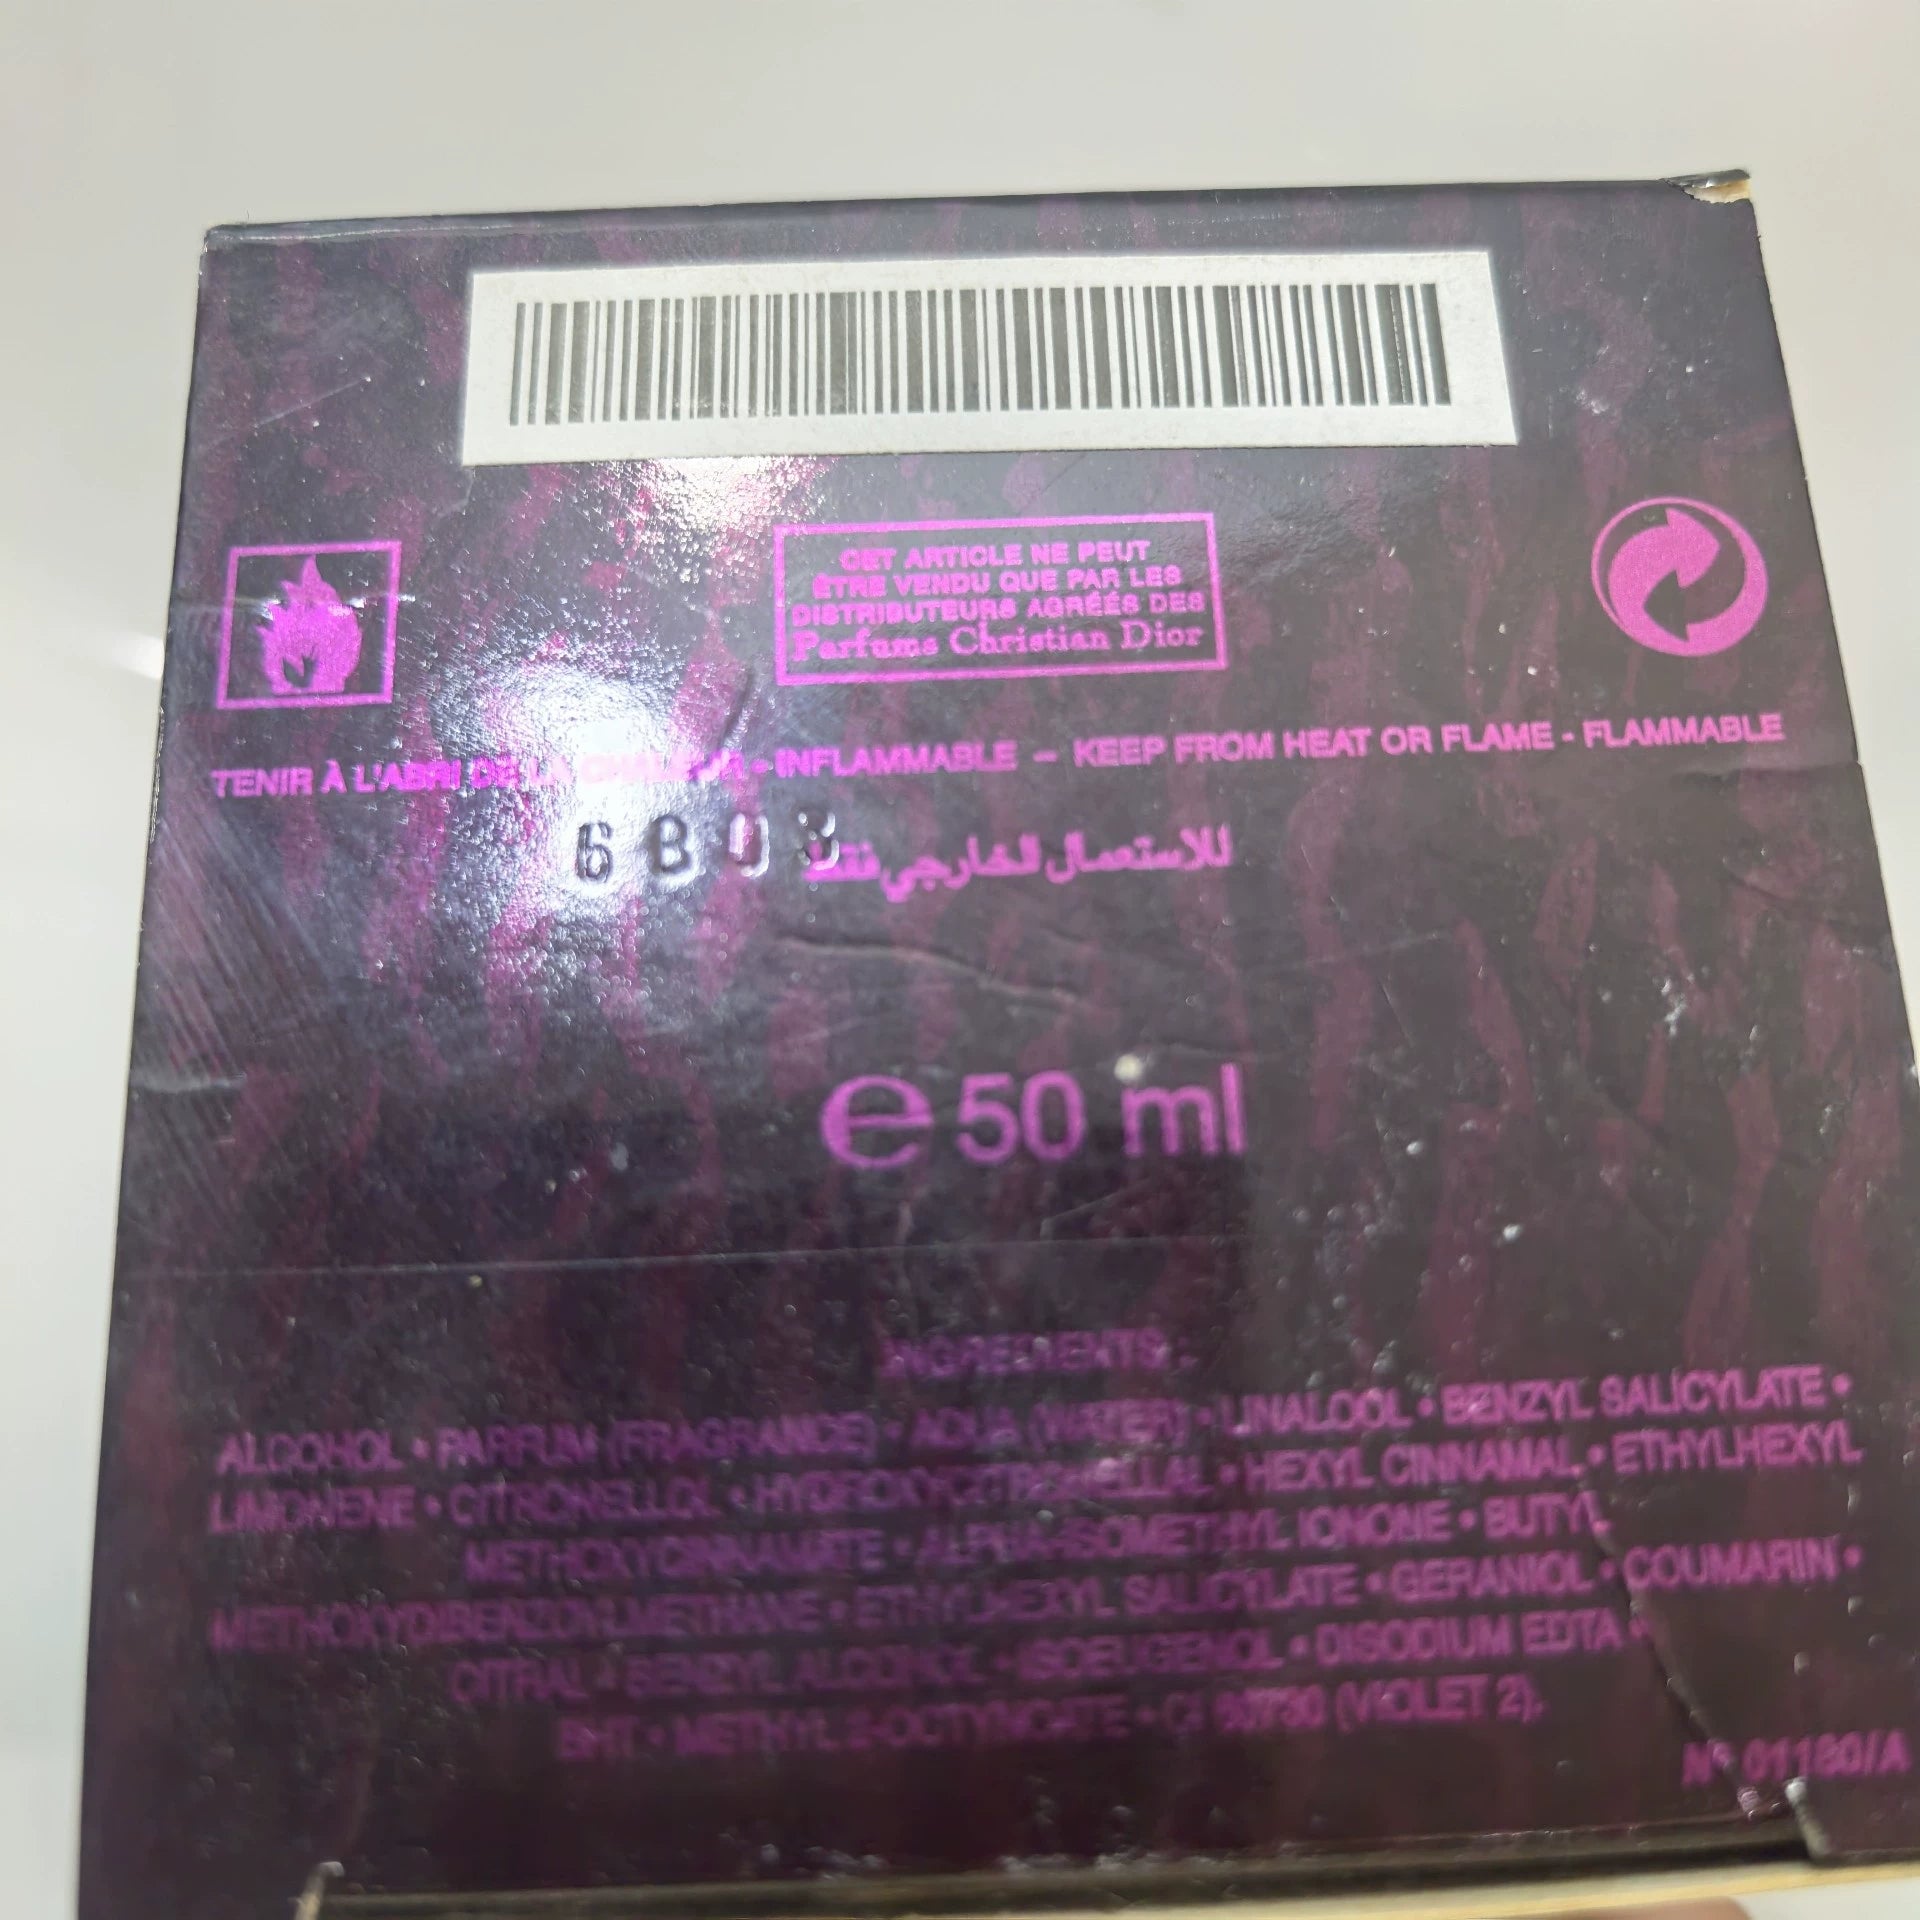 CET ARTICLE NE PEUT
ÊTRE VENDU QUE PAR LES
DISTRIBUTEURS AGRÉÉS DES
Parfums Christian Dior
TENIR À L'ABRI DE LA CHALEUR - INFLAMMABLE – KEEP FROM HEAT OR FLAME - FLAMMABLE
6B03
للاستعمال الخارجي فقط
e 50 ml
INGREDIENTS :
ALCOHOL • PARFUM (FRAGRANCE) • AQUA (WATER) • LINALOOL • BENZYL SALICYLATE •
LIMONENE • CITRONELLOL • HYDROXYCITRONELLAL • HEXYL CINNAMAL • ETHYLHEXYL
METHOXYCINNAMATE • ALPHA-ISOMETHYL IONONE • BUTYL
METHOXYDIBENZOYLMETHANE • ETHYLHEXYL SALICYLATE • GERANIOL • COUMARIN •
CITRAL • BENZYL ALCOHOL • ISOEUGENOL • DISODIUM EDTA •
BHT • METHYL 2-OCTYNOATE • CI 60730 (VIOLET 2).
N° 01180/A